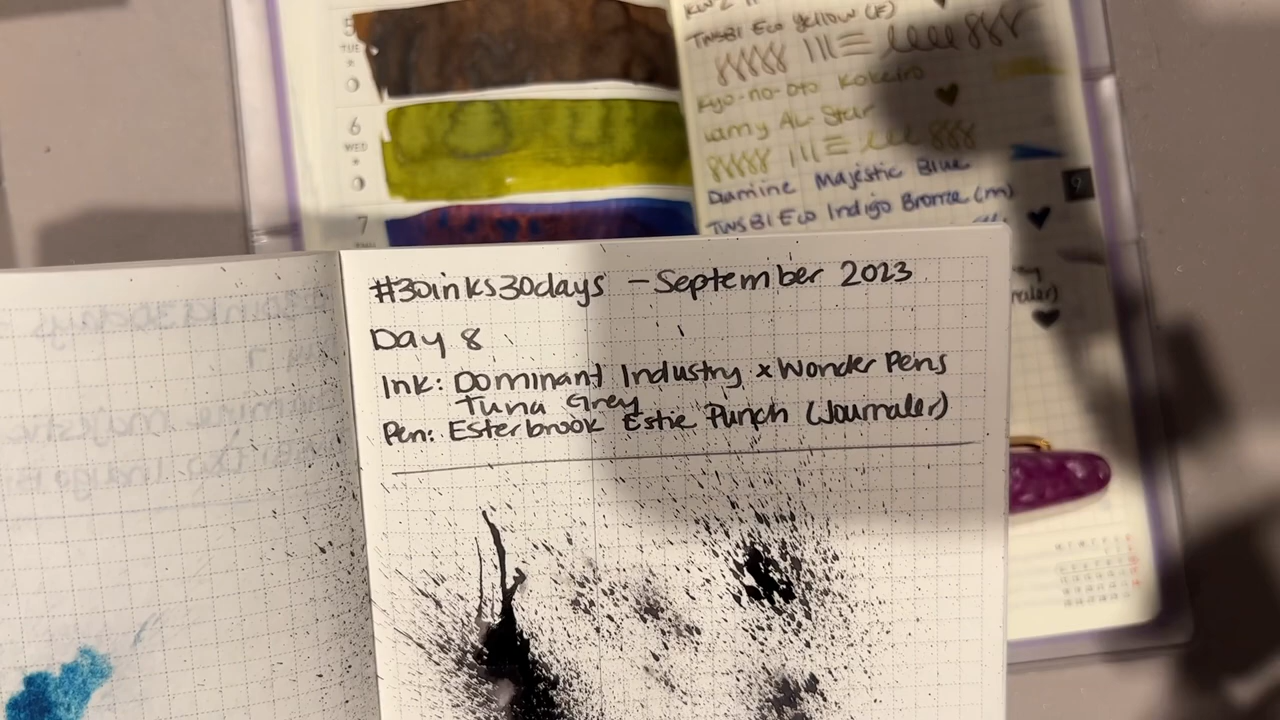 5
TUE
6
WED
7
TWSBI Eco Yellow (F)
Kyo-no-oto Kokeiro
Lamy AL-Star
Diamine Majestic Blue
TWSBI Eco Indigo Bronze (m)
9
#30inks30days - September 2023
Day 8
Ink: Dominant Industry x Wonder Pens
Tuna Grey
Pen: Esterbrook Estie Punch (Journaler)